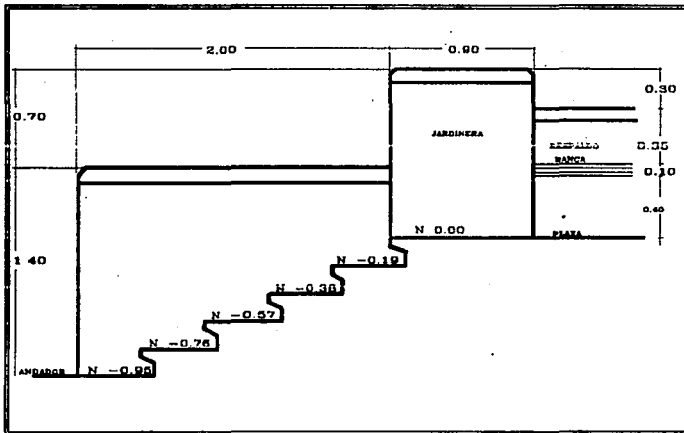 2.00
0.90
0.30
0.70
JARDINERA
RESPALDO
0.35
BANCA
0.10
0.40
N 0.00
PLAZA
1.40
N -0.19
N -0.38
N -0.57
N -0.76
ANDADOR
N -0.95